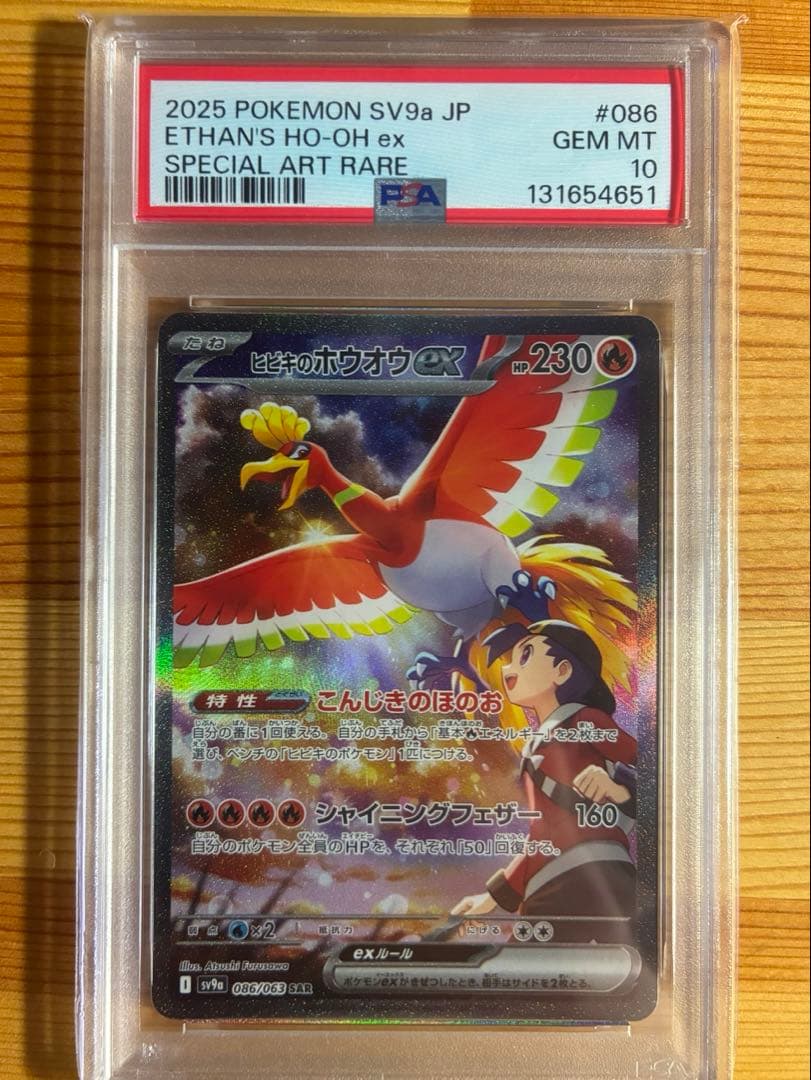 2025 POKEMON SV9a JP #086
ETHAN'S HO-OH ex GEM MT
SPECIAL ART RARE 10
PSA 131654651
たね
ヒビキのホウオウex HP230
特性 こんじきのほのお
自分の番に1回使える。自分の手札から「基本エネルギー」を2枚まで
選び、ベンチの「ヒビキのポケモン」1匹につける。
シャイニングフェザー 160
自分のポケモン全員のHPを、それぞれ「50」回復する。
弱点 ×2 抵抗力 にげる
exルール
ポケモンexがきぜつしたとき、相手はサイドを2枚とる。
Illus. Atsushi Furusawa
I sv9a 086/063 SAR
PSA